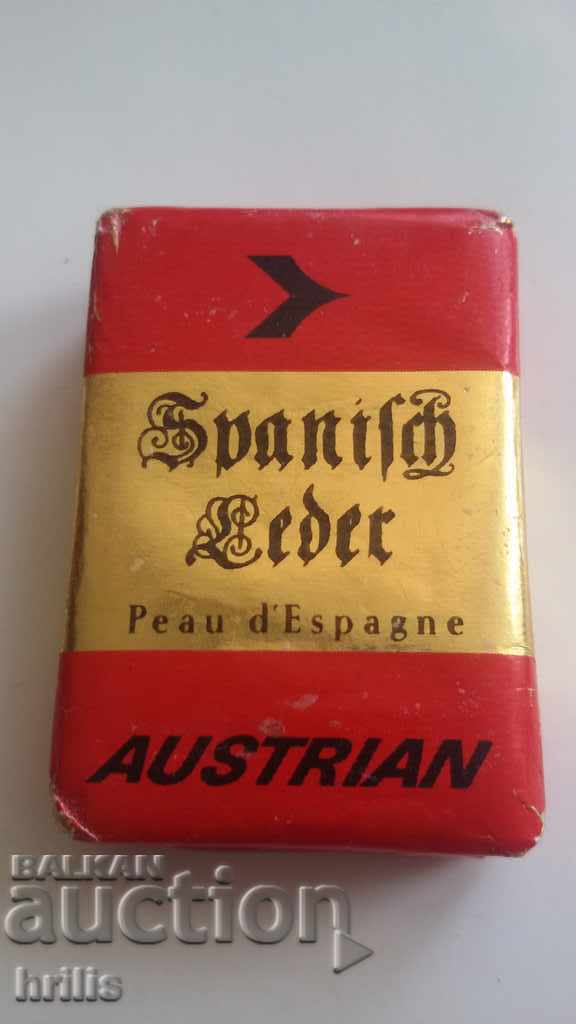 Spaniſch
Leder
Peau d'Espagne
AUSTRIAN
BALKAN
auction
hrilis